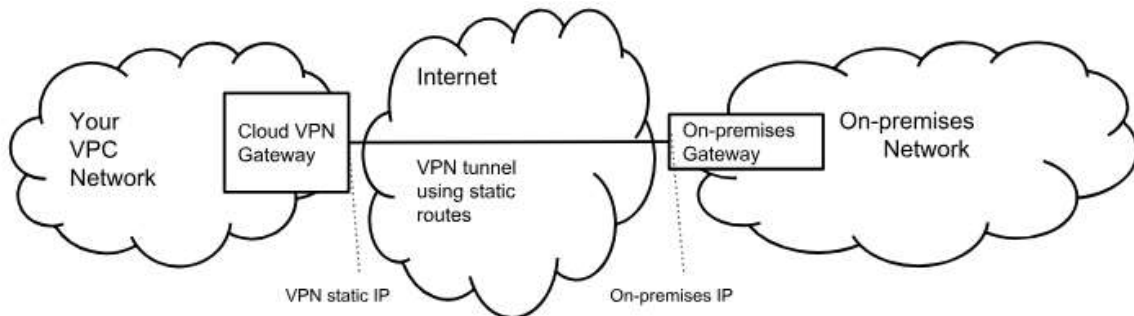 Your
VPC
Network
Cloud VPN
Gateway
Internet
VPN tunnel
using static
routes
On-premises
Gateway
On-premises
Network
VPN static IP
On-premises IP